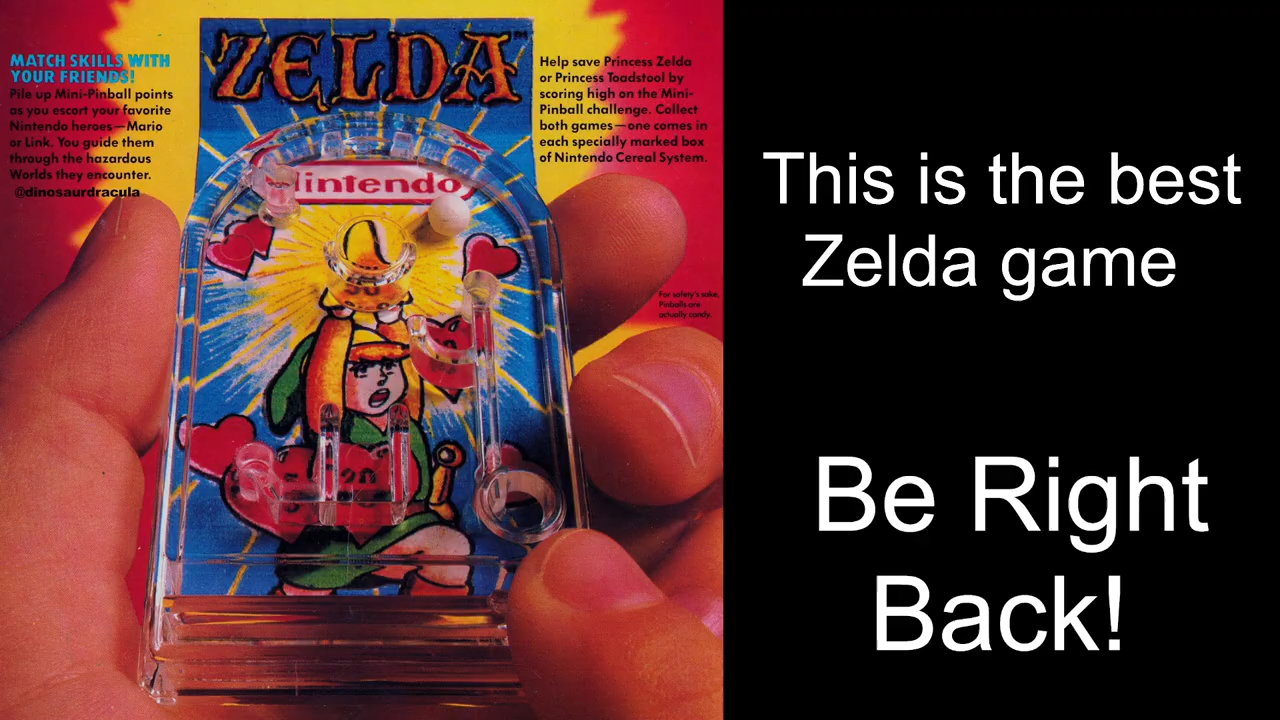 ZELDA™
MATCH SKILLS WITH
YOUR FRIENDS!
Pile up Mini-Pinball points
as you escort your favorite
Nintendo heroes—Mario
or Link. You guide them
through the hazardous
Worlds they encounter.
@dinosaurdracula
Help save Princess Zelda
or Princess Toadstool by
scoring high on the Mini-
Pinball challenge. Collect
both games—one comes in
each specially marked box
of Nintendo Cereal System.
Nintendo
For safety's sake,
Pinballs are
actually candy.
This is the best
Zelda game
Be Right
Back!